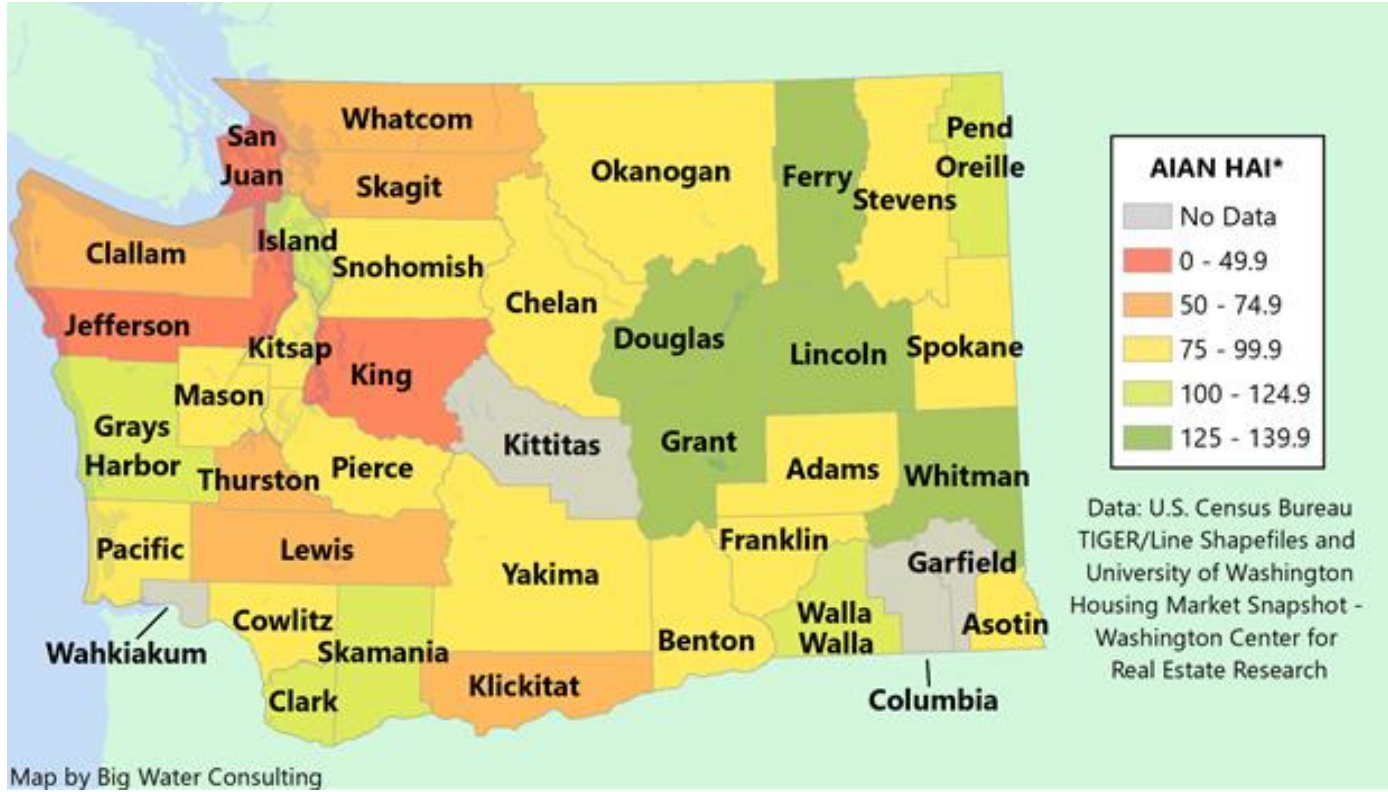 San
Juan
Whatcom
Skagit
Okanogan
Ferry
Stevens
Pend
Oreille
Clallam
Island
Snohomish
Chelan
Jefferson
Kitsap
King
Douglas
Lincoln
Spokane
Mason
Grays
Harbor
Thurston
Pierce
Kittitas
Grant
Adams
Whitman
Pacific
Lewis
Yakima
Franklin
Garfield
Wahkiakum
Cowlitz
Skamania
Benton
Walla
Walla
Asotin
Clark
Klickitat
Columbia
AIAN HAI*
No Data
0 - 49.9
50 - 74.9
75 - 99.9
100 - 124.9
125 - 139.9
Data: U.S. Census Bureau
TIGER/Line Shapefiles and
University of Washington
Housing Market Snapshot -
Washington Center for
Real Estate Research
Map by Big Water Consulting